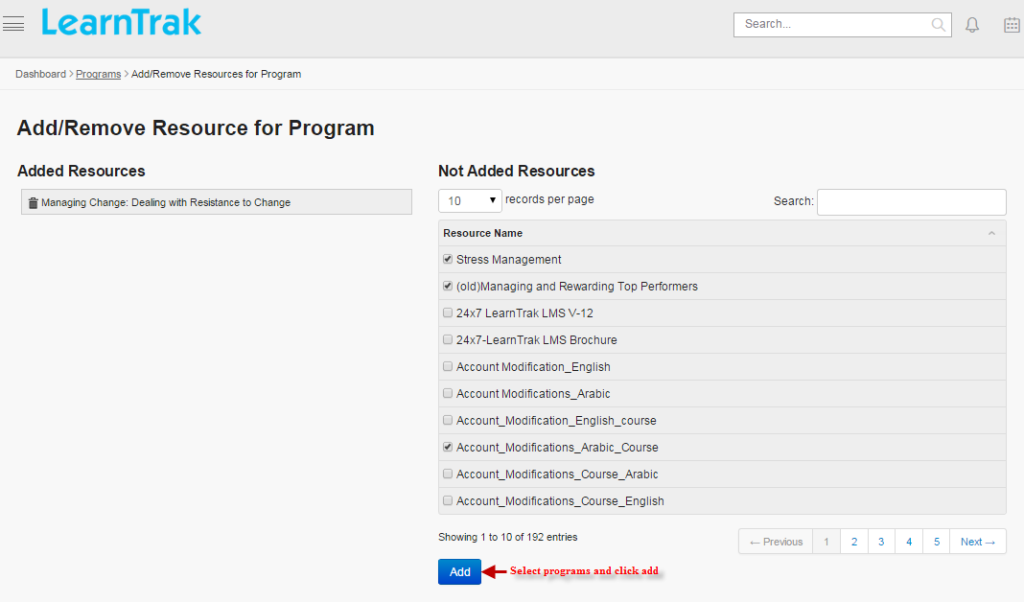 LearnTrak
Search...
Dashboard > Programs > Add/Remove Resources for Program
Add/Remove Resource for Program
Added Resources
Managing Change: Dealing with Resistance to Change
Not Added Resources
10 records per page
Search:
Resource Name
Stress Management
(old)Managing and Rewarding Top Performers
24x7 LearnTrak LMS V-12
24x7-LearnTrak LMS Brochure
Account Modification_English
Account Modifications_Arabic
Account_Modification_English_course
Account_Modifications_Arabic_Course
Account_Modifications_Course_Arabic
Account_Modifications_Course_English
Showing 1 to 10 of 192 entries
← Previous 1 2 3 4 5 Next →
Add
Select programs and click add